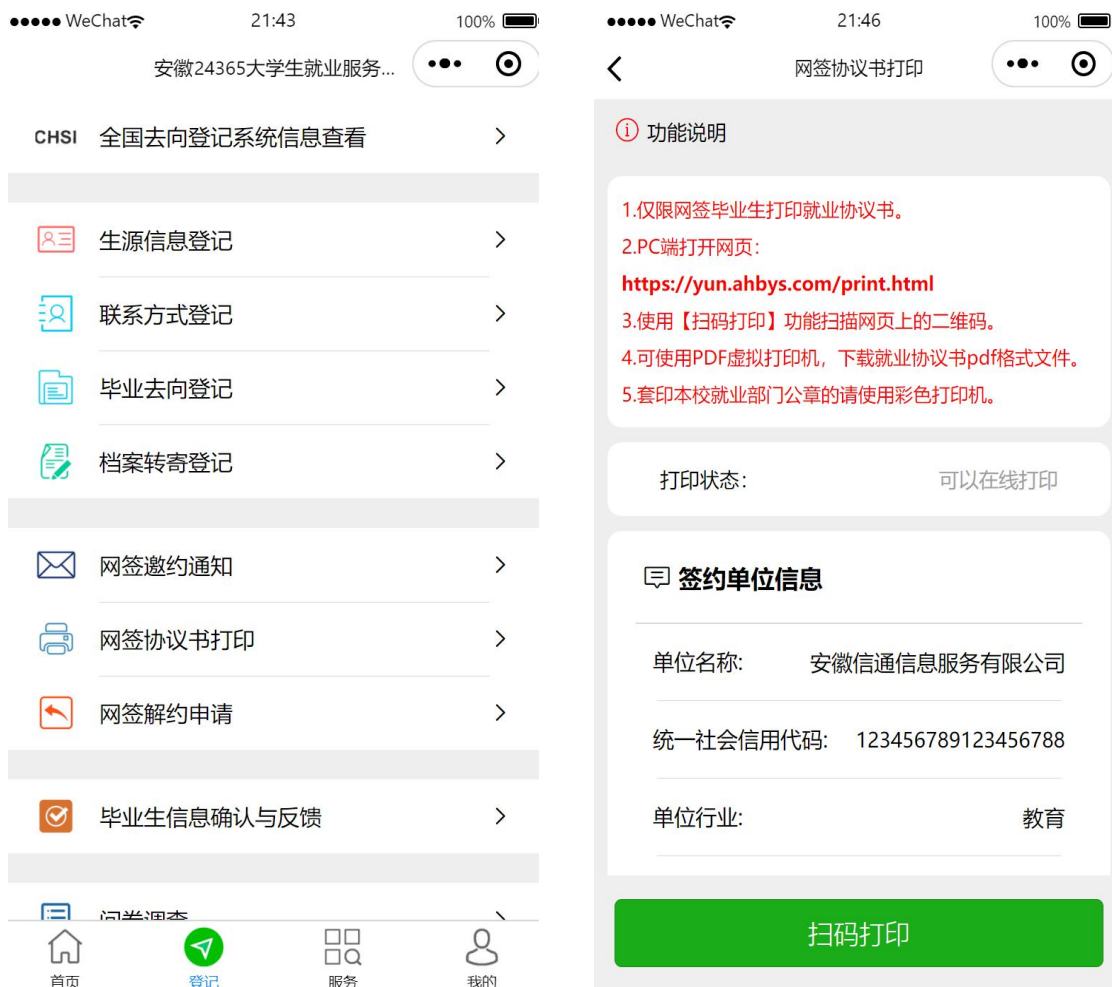 WeChat 21:43 100%
安徽24365大学生就业服务...
CHSI 全国去向登记系统信息查看
生源信息登记
联系方式登记
毕业去向登记
档案转寄登记
网签邀约通知
网签协议书打印
网签解约申请
毕业生信息确认与反馈
问卷调查
首页 登记 服务 我的
WeChat 21:46 100%
网签协议书打印
功能说明
1.仅限网签毕业生打印就业协议书。
2.PC端打开网页：
https://yun.ahbys.com/print.html
3.使用【扫码打印】功能扫描网页上的二维码。
4.可使用PDF虚拟打印机，下载就业协议书pdf格式文件。
5.套印本校就业部门公章的请使用彩色打印机。
打印状态： 可以在线打印
签约单位信息
单位名称: 安徽信通信息服务有限公司
统一社会信用代码: 123456789123456788
单位行业: 教育
扫码打印